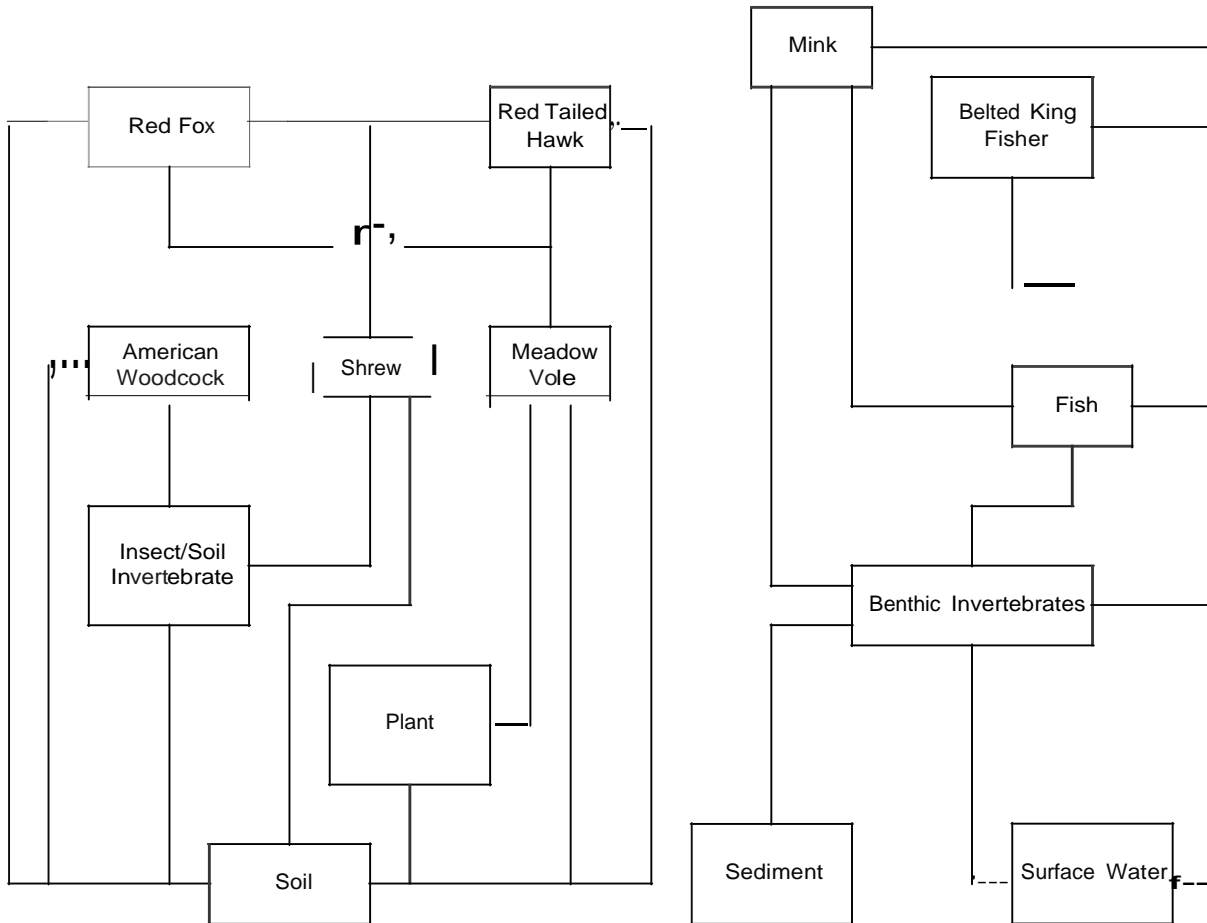 Mink
Red Fox
Red Tailed
Hawk
Belted King
Fisher
American
Woodcock
Shrew
Meadow
Vole
Fish
Insect/Soil
Invertebrate
Benthic Invertebrates
Plant
Soil
Sediment
Surface Water